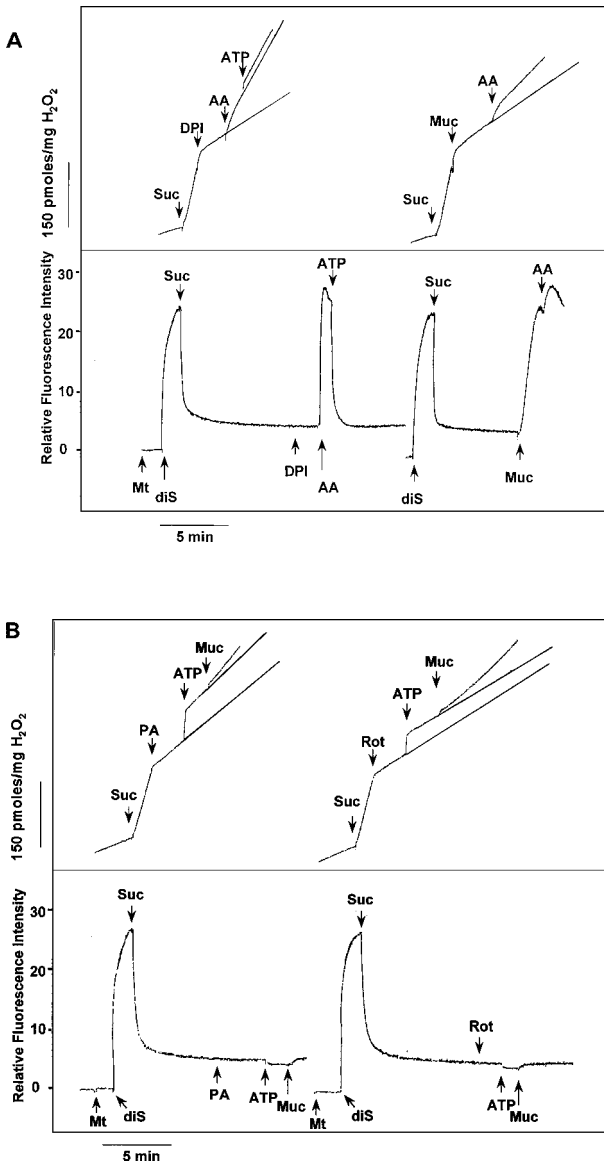 A
150 pmoles/mg H2O2
ATP
AA
DPI
Suc
AA
Muc
Suc
Relative Fluorescence Intensity
30
20
10
0
Suc
ATP
Suc
AA
Mt
diS
DPI
AA
diS
Muc
5 min
B
150 pmoles/mg H2O2
Muc
ATP
PA
Suc
Muc
ATP
Rot
Suc
Relative Fluorescence Intensity
30
20
10
0
Suc
Suc
Rot
Mt
diS
PA
ATP
Muc
Mt
diS
ATP
Muc
5 min